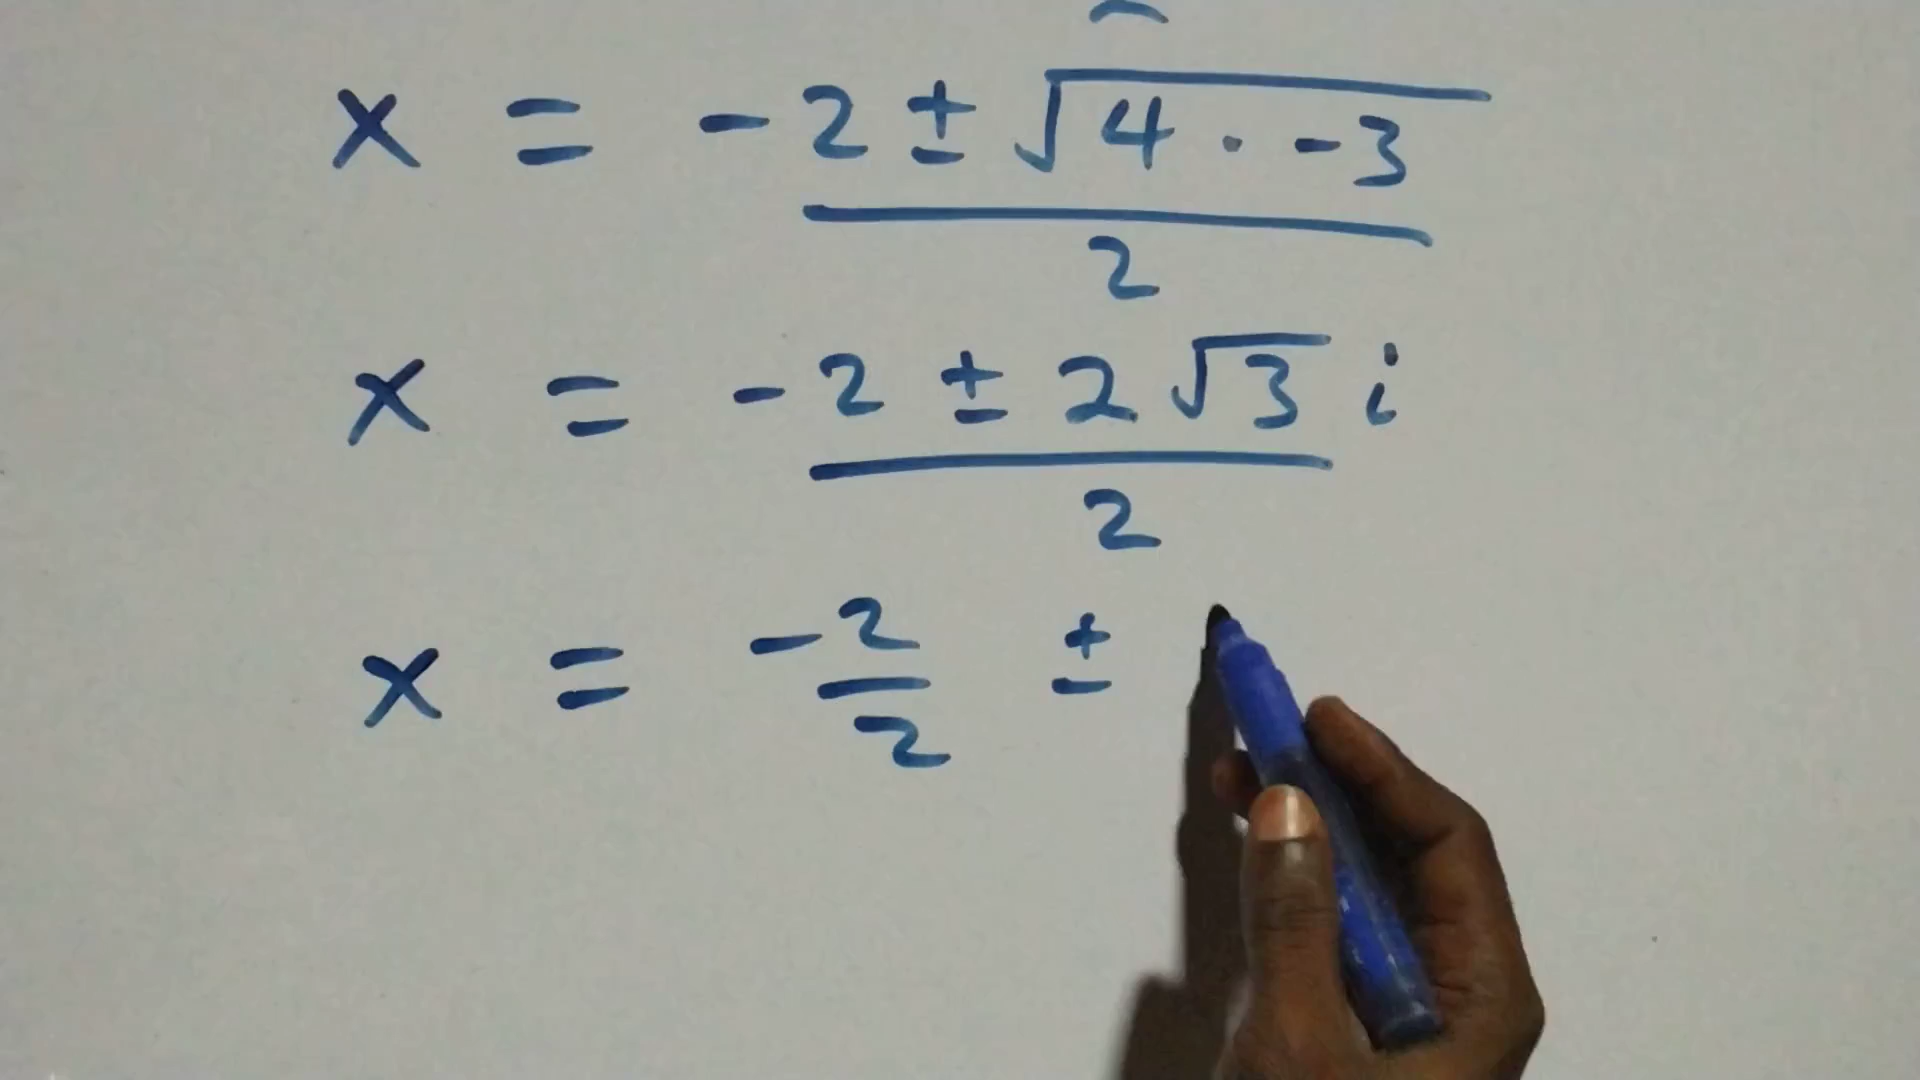 x = -2 ± √4 · -3
2
x = -2 ± 2√3 i
2
x = -2 ±
2